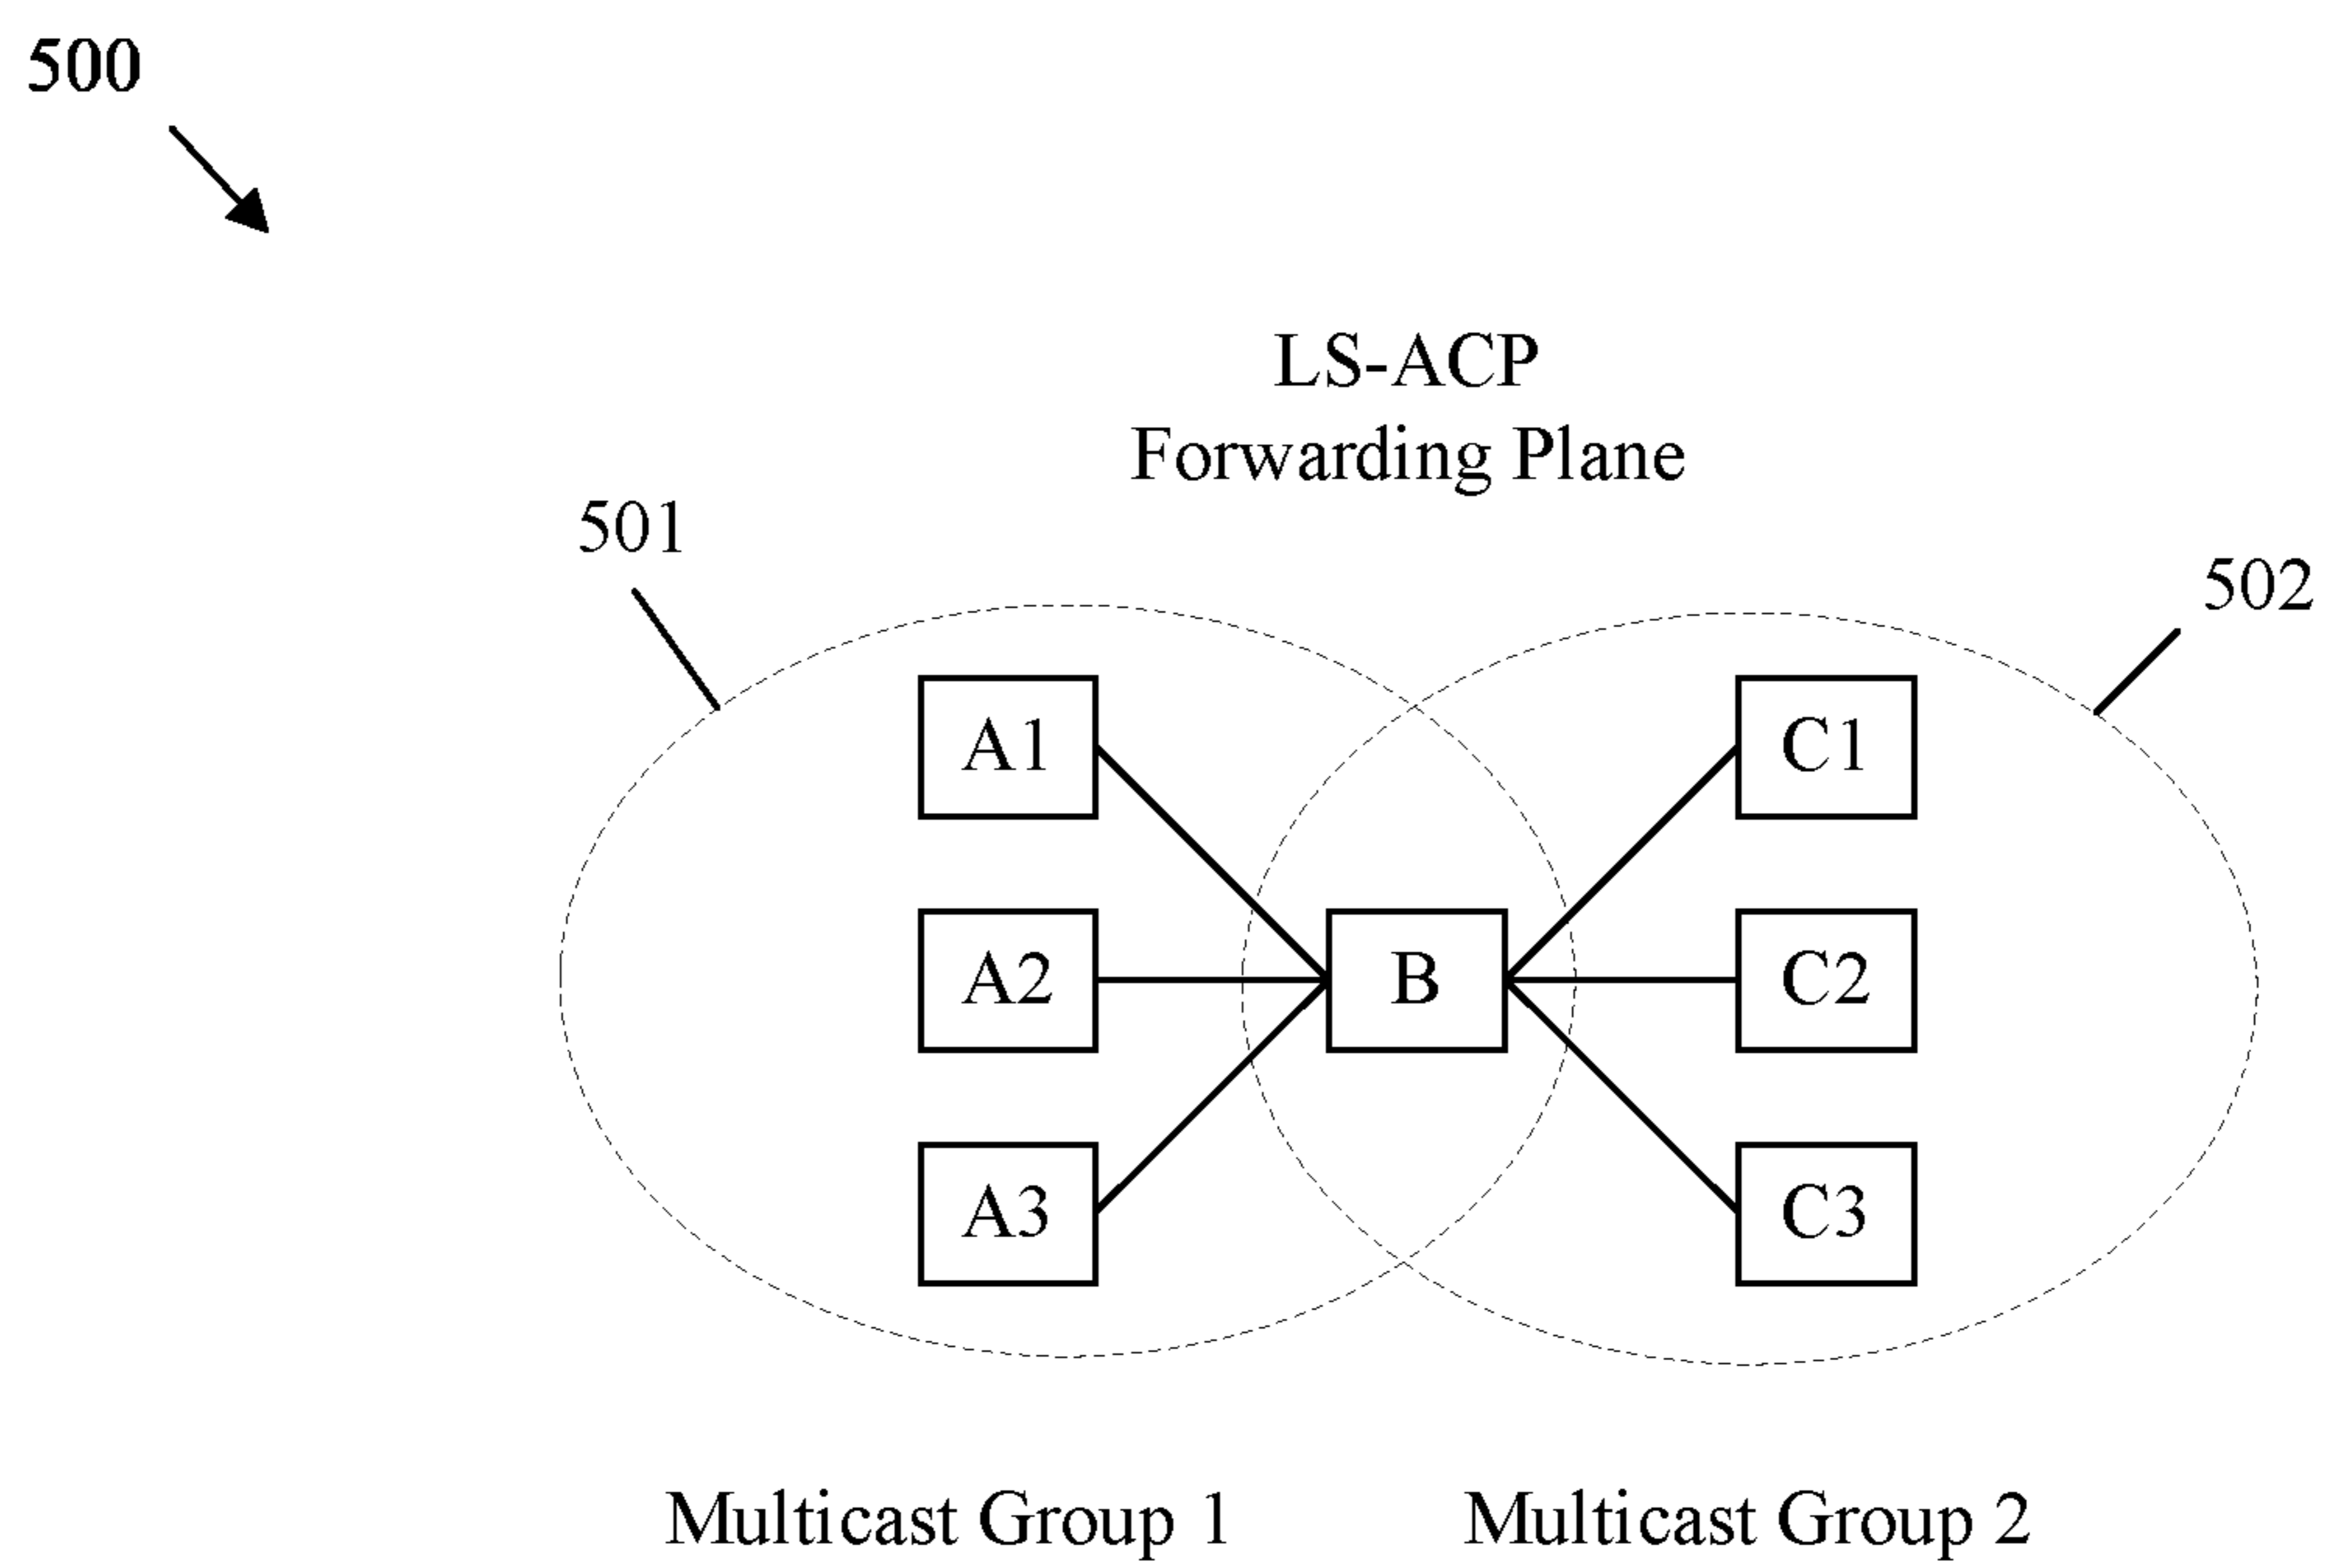 500
LS-ACP
Forwarding Plane
501
502
A1
C1
A2
B
C2
A3
C3
Multicast Group 1
Multicast Group 2